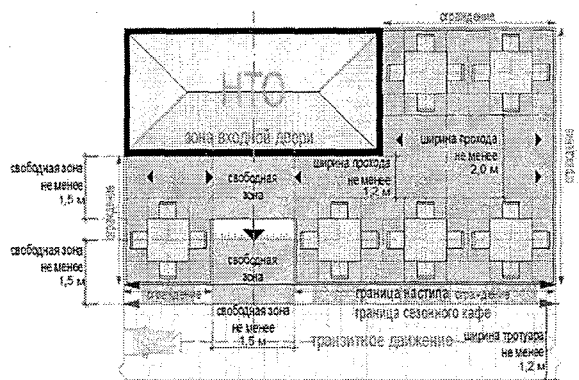 ограждение
НТО
зона входной двери
свободная зона
не менее
1,5 м
ограждение
свободная
зона
ширина прохода
не менее
1,2 м
ширина прохода
не менее
2,0 м
ограждение
свободная зона
не менее
1,5 м
свободная
зона
ограждение
граница настила
ограждение
граница сезонного кафе
свободная зона
не менее
1,5 м
транзитное движение
ширина тротуара
не менее
1,2 м